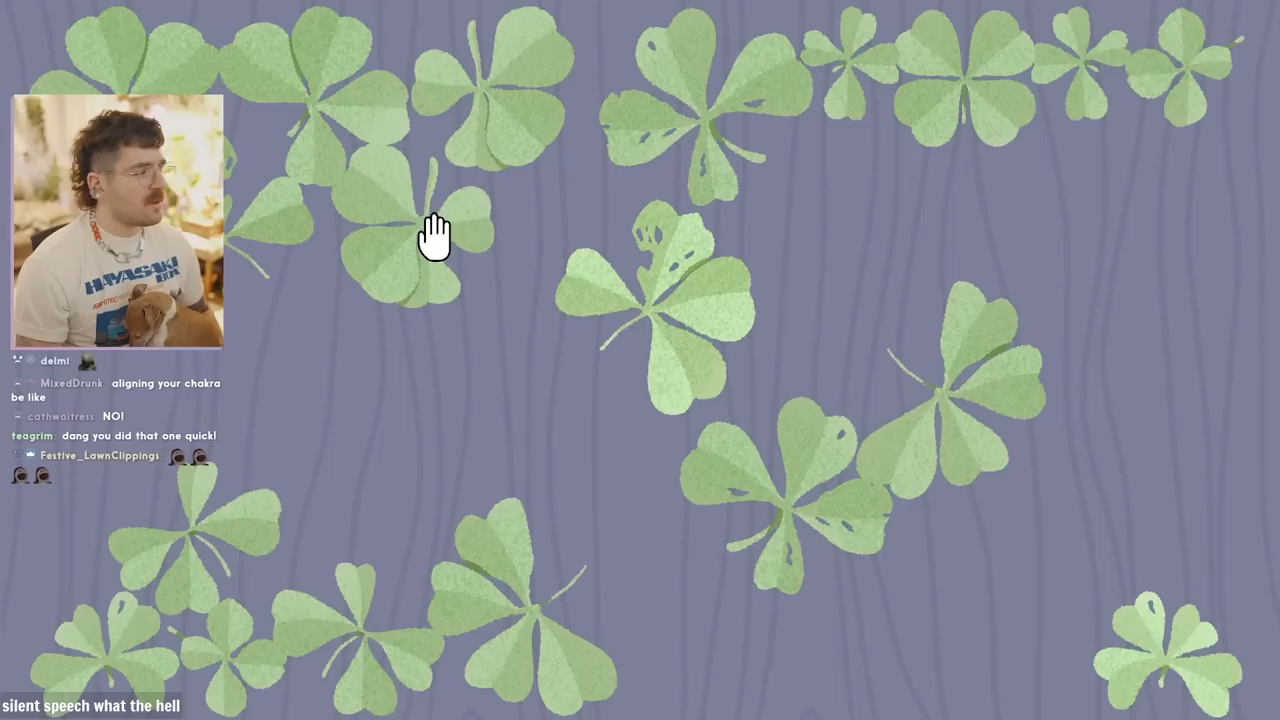 HAYASAKI
delmi:
MixedDrunk: aligning your chakra
be like
cathwaitress: NO!
teagrim: dang you did that one quick!
Festive_LawnClippings:
silent speech what the hell